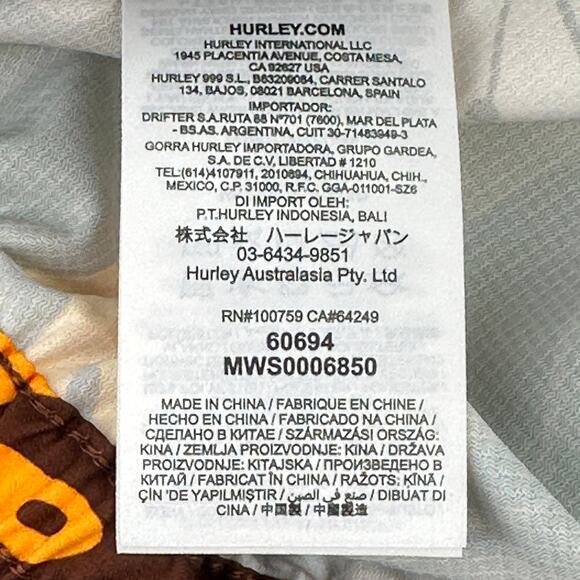 HURLEY.COM
HURLEY INTERNATIONAL LLC
1945 PLACENTIA AVENUE, COSTA MESA,
CA 92627 USA
HURLEY 999 S.L., B63209084, CARRER SANTALO
134, BAJOS, 08021 BARCELONA, SPAIN
IMPORTADOR:
DRIFTER S.A.RUTA 88 Nº701 (7600), MAR DEL PLATA
- BS.AS. ARGENTINA, CUIT 30-71483949-3
GORRA HURLEY IMPORTADORA, GRUPO GARDEA,
S.A. DE C.V, LIBERTAD # 1210
TEL:(614)4107911, 2010894, CHIHUAHUA, CHIH.,
MEXICO, C.P. 31000, R.F.C. GGA-011001-SZ6
DI IMPORT OLEH:
P.T.HURLEY INDONESIA, BALI
株式会社 ハーレージャパン
03-6434-9851
Hurley Australasia Pty. Ltd
RN#100759 CA#64249
60694
MWS0006850
MADE IN CHINA / FABRIQUE EN CHINE /
HECHO EN CHINA / FABRICADO NA CHINA /
СДЕЛАНО В КИТАЕ / SZÁRMAZÁSI ORSZÁG:
KINA / ZEMLJA PROIZVODNJE: KINA / DRŽAVA
PROIZVODNJE: KITAJSKA / ПРОИЗВЕДЕНО В
КИТАЙ / FABRICAT ÎN CHINA / RAŽOTS: ĶĪNĀ /
ÇİN 'DE YAPILMIŞTIR / صنع في الصين / DIBUAT DI
CINA / 中国製 / 中國製